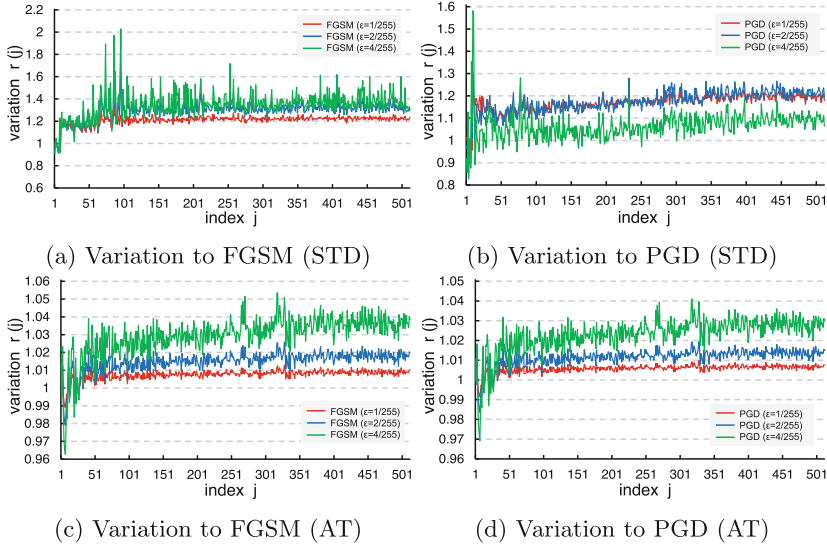 2.2
2
1.8
1.6
1.4
1.2
1
0.8
0.6
variation r (j)
FGSM (ε=1/255)
FGSM (ε=2/255)
FGSM (ε=4/255)
1 51 101 151 201 251 301 351 401 451 501
index j
(a) Variation to FGSM (STD)
1.6
1.5
1.4
1.3
1.2
1.1
1
0.9
0.8
variation r (j)
PGD (ε=1/255)
PGD (ε=2/255)
PGD (ε=4/255)
1 51 101 151 201 251 301 351 401 451 501
index j
(b) Variation to PGD (STD)
1.06
1.05
1.04
1.03
1.02
1.01
1
0.99
0.98
0.97
0.96
variation r (j)
FGSM (ε=1/255)
FGSM (ε=2/255)
FGSM (ε=4/255)
1 51 101 151 201 251 301 351 401 451 501
index j
(c) Variation to FGSM (AT)
1.05
1.04
1.03
1.02
1.01
1
0.99
0.98
0.97
0.96
variation r (j)
PGD (ε=1/255)
PGD (ε=2/255)
PGD (ε=4/255)
1 51 101 151 201 251 301 351 401 451 501
index j
(d) Variation to PGD (AT)